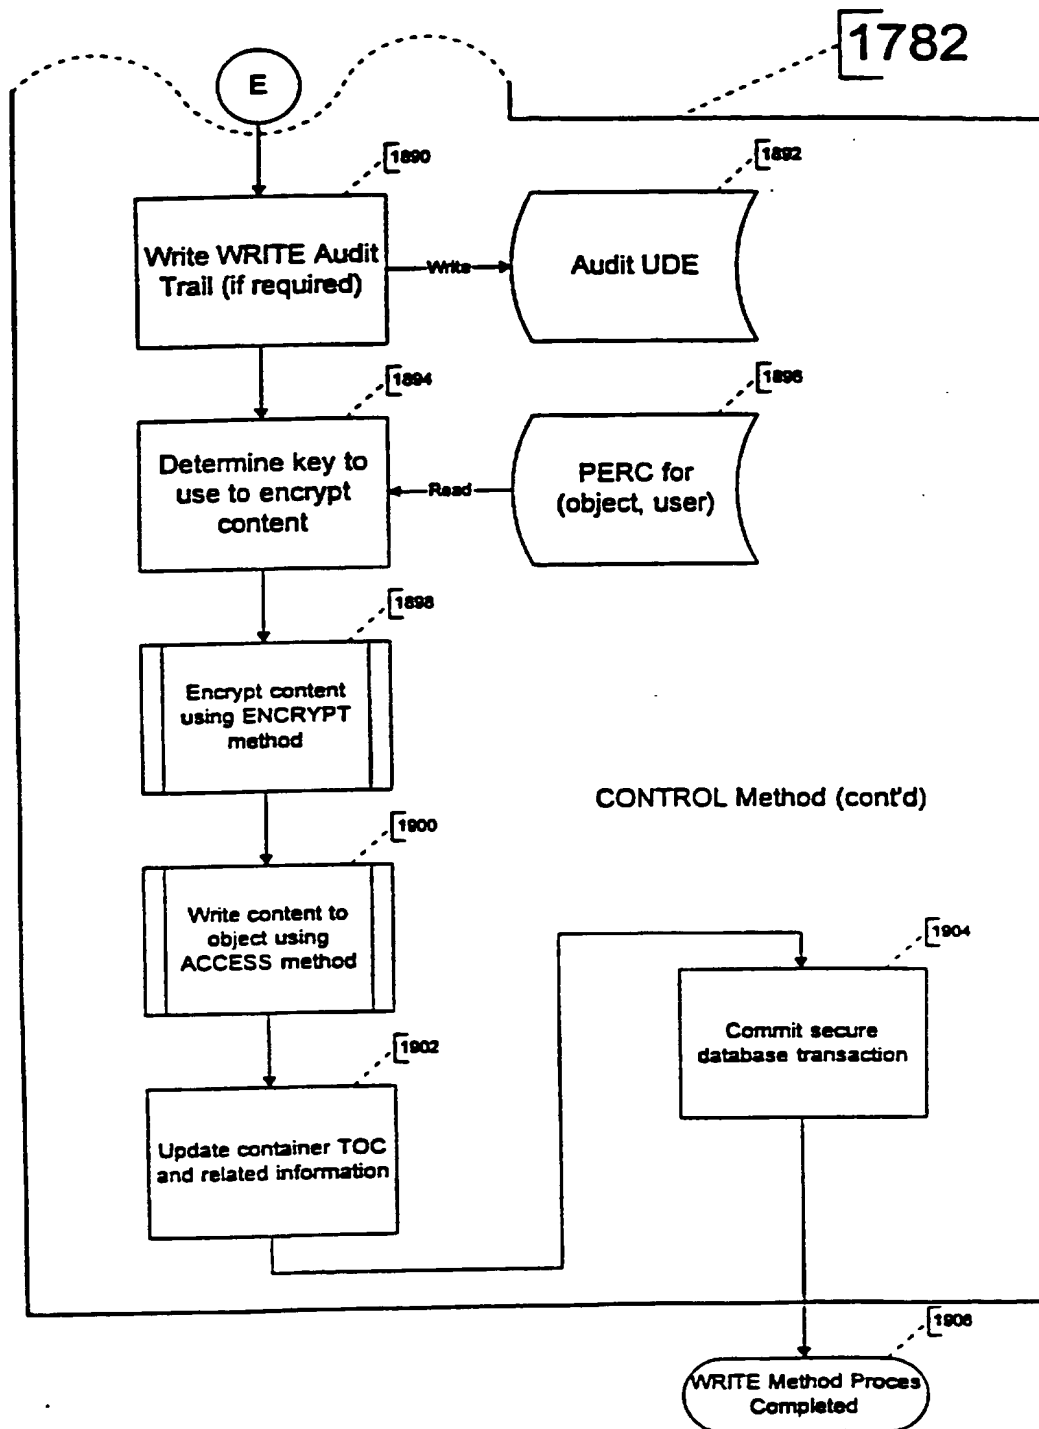 1782
E
1890
1892
Write WRITE Audit
Trail (if required)
Write
Audit UDE
1894
1896
Determine key to
use to encrypt
content
Read
PERC for
(object, user)
1898
Encrypt content
using ENCRYPT
method
CONTROL Method (cont'd)
1900
Write content to
object using
ACCESS method
1904
Commit secure
database transaction
1902
Update container TOC
and related information
1906
WRITE Method Proces
Completed